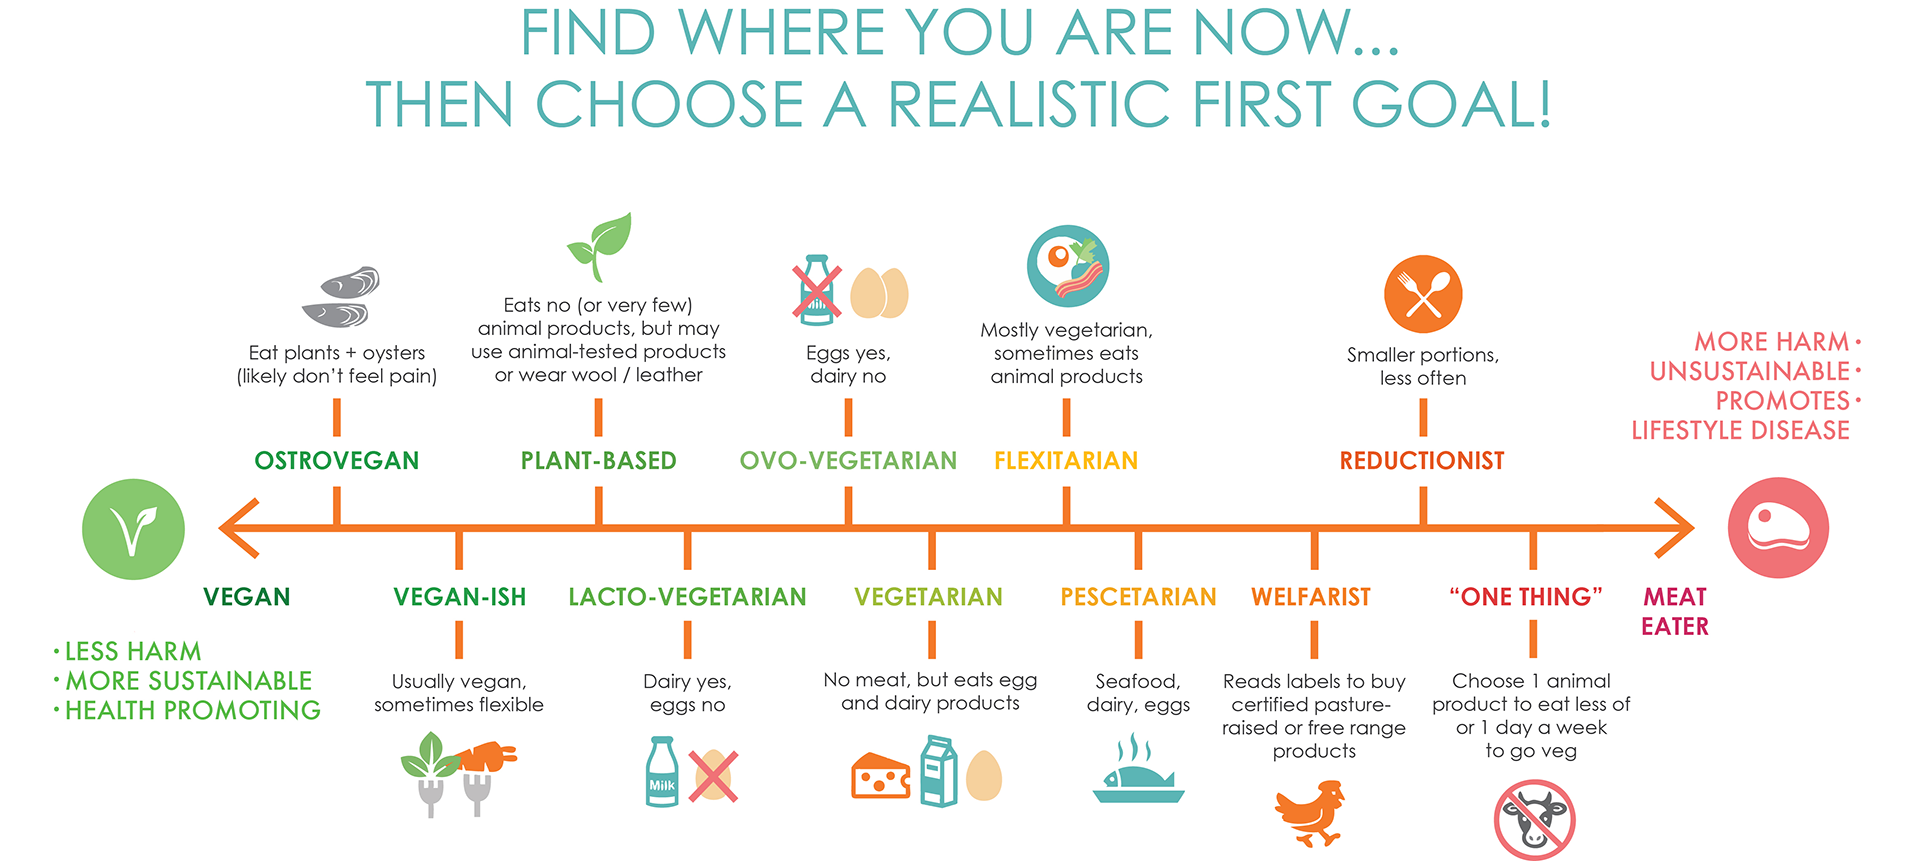 FIND WHERE YOU ARE NOW...
THEN CHOOSE A REALISTIC FIRST GOAL!
Eat plants + oysters
(likely don't feel pain)
OSTROVEGAN
Eats no (or very few)
animal products, but may
use animal-tested products
or wear wool / leather
PLANT-BASED
Milk
Eggs yes,
dairy no
OVO-VEGETARIAN
Mostly vegetarian,
sometimes eats
animal products
FLEXITARIAN
Smaller portions,
less often
REDUCTIONIST
MORE HARM •
UNSUSTAINABLE •
PROMOTES •
LIFESTYLE DISEASE
V
VEGAN
• LESS HARM
• MORE SUSTAINABLE
• HEALTH PROMOTING
VEGAN-ISH
Usually vegan,
sometimes flexible
LACTO-VEGETARIAN
Dairy yes,
eggs no
Milk
VEGETARIAN
No meat, but eats egg
and dairy products
PESCETARIAN
Seafood,
dairy, eggs
WELFARIST
Reads labels to buy
certified pasture-
raised or free range
products
"ONE THING"
Choose 1 animal
product to eat less of
or 1 day a week
to go veg
MEAT
EATER